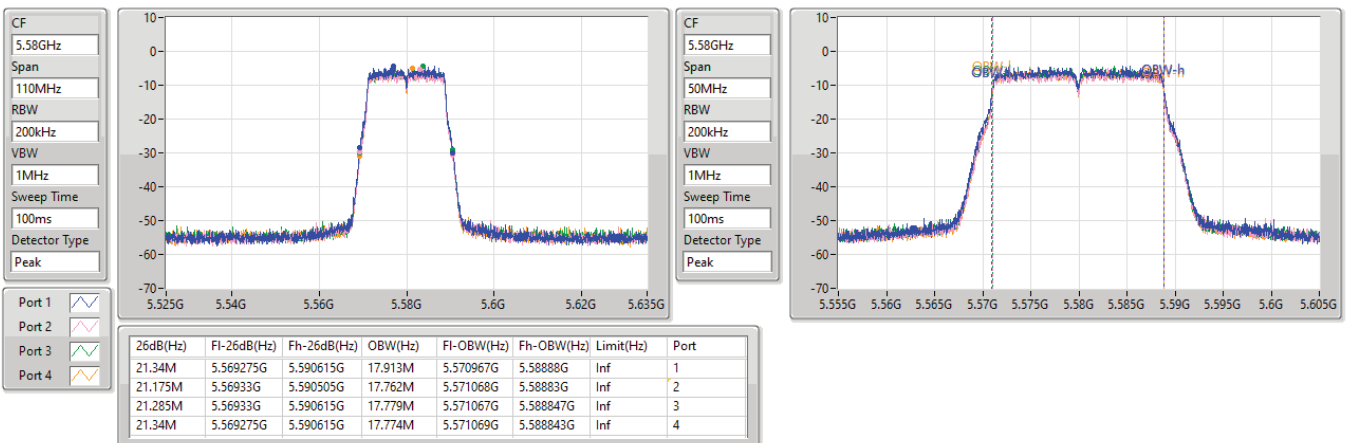 CF
5.58GHz
Span
110MHz
RBW
200kHz
VBW
1MHz
Sweep Time
100ms
Detector Type
Peak
10
0
-10
-20
-30
-40
-50
-60
-70
5.525G 5.54G 5.56G 5.58G 5.6G 5.62G 5.635G
CF
5.58GHz
Span
50MHz
RBW
200kHz
VBW
1MHz
Sweep Time
100ms
Detector Type
Peak
10
0
-10
-20
-30
-40
-50
-60
-70
OBW-h
5.555G 5.56G 5.565G 5.57G 5.575G 5.58G 5.585G 5.59G 5.595G 5.6G 5.605G
Port 1
Port 2
Port 3
Port 4
26dB(Hz) Fl-26dB(Hz) Fh-26dB(Hz) OBW(Hz) Fl-OBW(Hz) Fh-OBW(Hz) Limit(Hz) Port
21.34M 5.569275G 5.590615G 17.913M 5.570967G 5.58888G Inf 1
21.175M 5.56933G 5.590505G 17.762M 5.571068G 5.58883G Inf 2
21.285M 5.56933G 5.590615G 17.779M 5.571067G 5.588847G Inf 3
21.34M 5.569275G 5.590615G 17.774M 5.571069G 5.588843G Inf 4